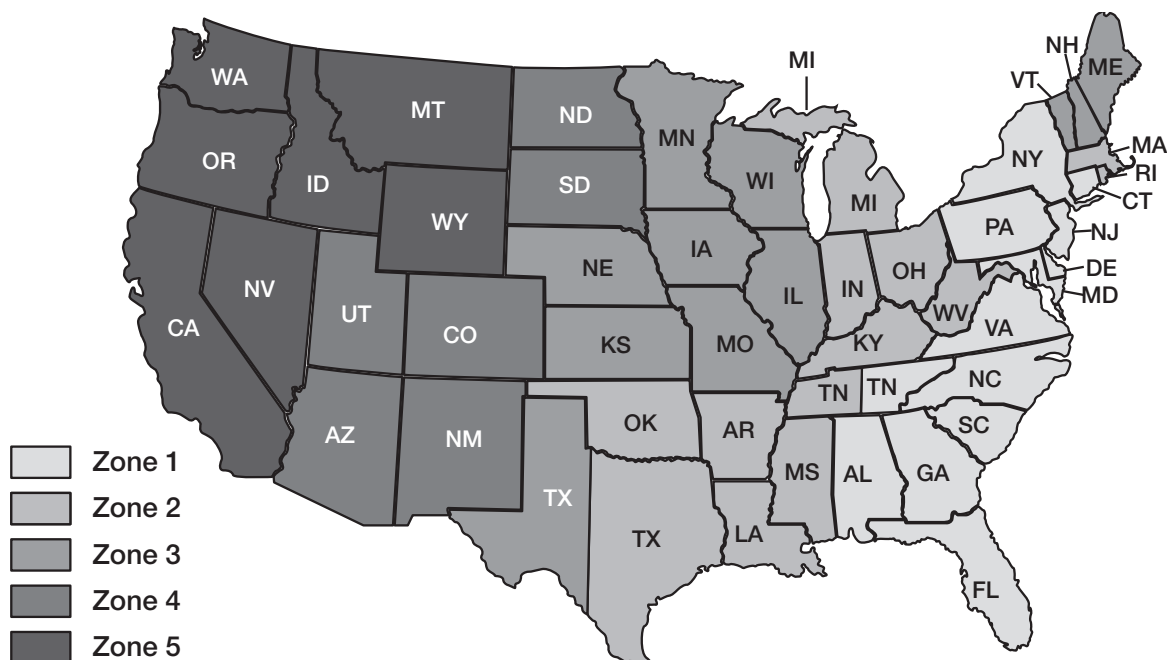 MI
NH
ME
VT
WA
MT
ND
MN
MA
NY
RI
OR
ID
SD
WI
MI
CT
WY
PA
NJ
IA
NE
OH
DE
NV
IL
IN
MD
UT
WV
CA
CO
KS
MO
KY
VA
TN
TN
NC
AZ
NM
OK
AR
SC
Zone 1
MS
AL
GA
TX
Zone 2
TX
LA
Zone 3
FL
Zone 4
Zone 5